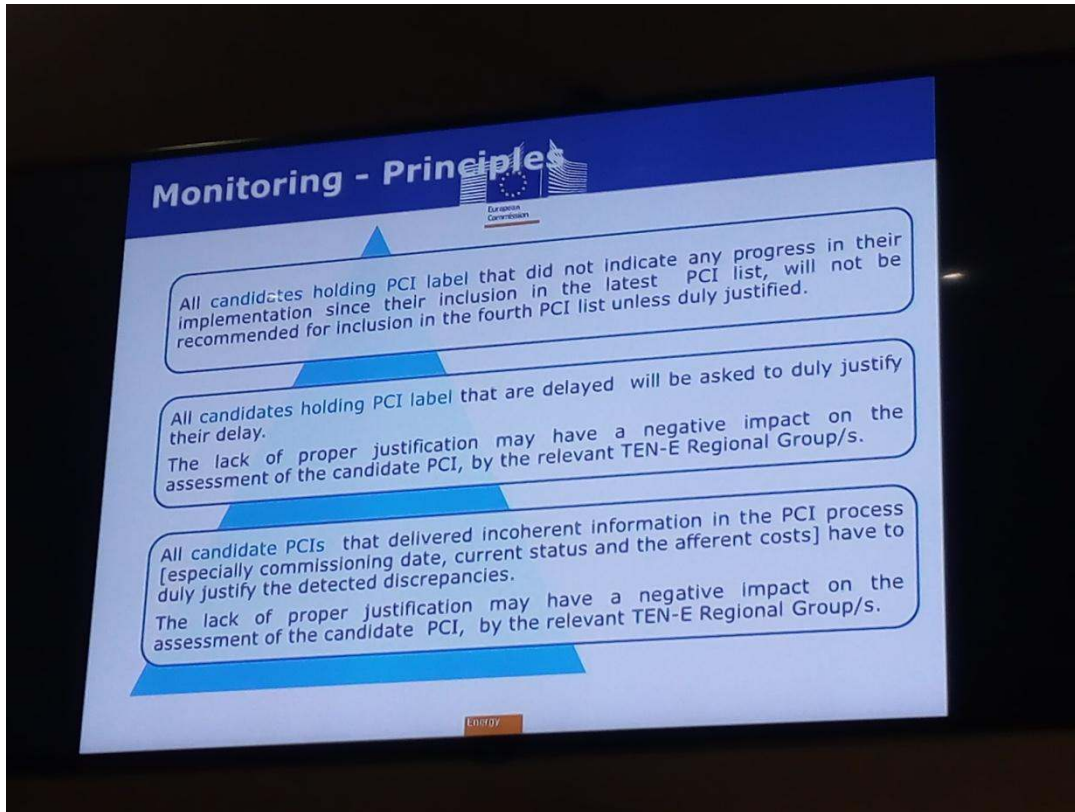 Monitoring - Principles
European
Commission
All candidates holding PCI label that did not indicate any progress in their
implementation since their inclusion in the latest PCI list, will not be
recommended for inclusion in the fourth PCI list unless duly justified.
All candidates holding PCI label that are delayed will be asked to duly justify
their delay.
The lack of proper justification may have a negative impact on the
assessment of the candidate PCI, by the relevant TEN-E Regional Group/s.
All candidate PCIs that delivered incoherent information in the PCI process
[especially commissioning date, current status and the afferent costs] have to
duly justify the detected discrepancies.
The lack of proper justification may have a negative impact on the
assessment of the candidate PCI, by the relevant TEN-E Regional Group/s.
Energy